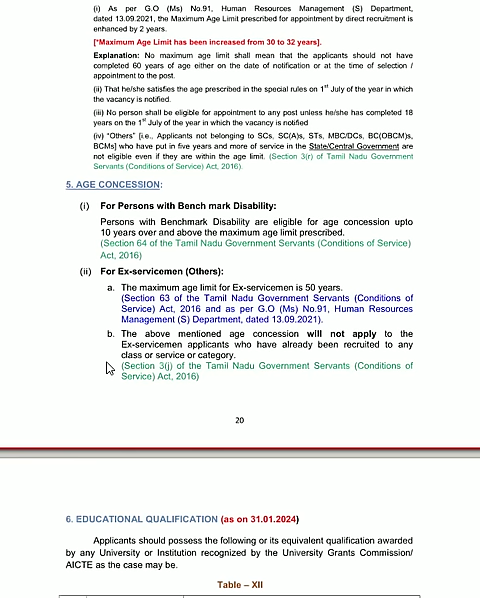 (i) As per G.O (Ms) No.91, Human Resources Management (S) Department,
dated 13.09.2021, the Maximum Age Limit prescribed for appointment by direct recruitment is
enhanced by 2 years.
[*Maximum Age Limit has been increased from 30 to 32 years].
Explanation: No maximum age limit shall mean that the applicants should not have
completed 60 years of age either on the date of notification or at the time of selection /
appointment to the post.
(ii) That he/she satisfies the age prescribed in the special rules on 1st July of the year in which
the vacancy is notified.
(iii) No person shall be eligible for appointment to any post unless he/she has completed 18
years on the 1st July of the year in which the vacancy is notified
(iv) "Others" [i.e., Applicants not belonging to SCs, SC(A)s, STs, MBC/DCs, BC(OBCM)s,
BCMs] who have put in five years and more of service in the State/Central Government are
not eligible even if they are within the age limit. (Section 3(r) of Tamil Nadu Government
Servants (Conditions of Service) Act, 2016).
5. AGE CONCESSION:
(i) For Persons with Bench mark Disability:
Persons with Benchmark Disability are eligible for age concession upto
10 years over and above the maximum age limit prescribed.
(Section 64 of the Tamil Nadu Government Servants (Conditions of Service)
Act, 2016)
(ii) For Ex-servicemen (Others):
a. The maximum age limit for Ex-servicemen is 50 years.
(Section 63 of the Tamil Nadu Government Servants (Conditions of
Service) Act, 2016 and as per G.O (Ms) No.91, Human Resources
Management (S) Department, dated 13.09.2021).
b. The above mentioned age concession will not apply to the
Ex-servicemen applicants who have already been recruited to any
class or service or category.
(Section 3(j) of the Tamil Nadu Government Servants (Conditions of
Service) Act, 2016)
20
6. EDUCATIONAL QUALIFICATION (as on 31.01.2024)
Applicants should possess the following or its equivalent qualification awarded
by any University or Institution recognized by the University Grants Commission/
AICTE as the case may be.
Table – XII